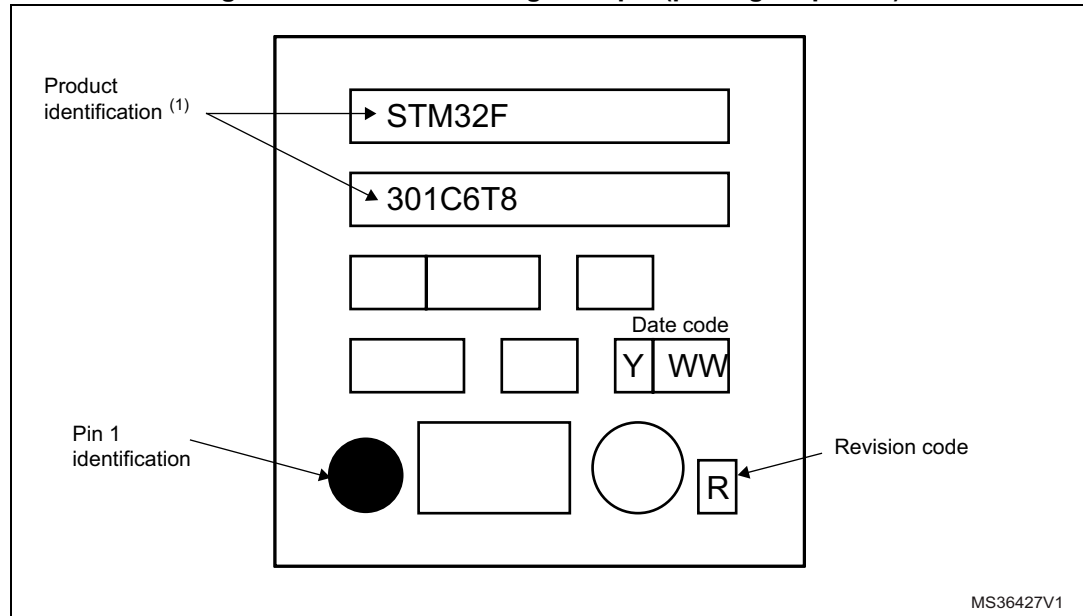 Product
identification (1)
STM32F
301C6T8
Date code
Y WW
Pin 1
identification
Revision code
R
MS36427V1